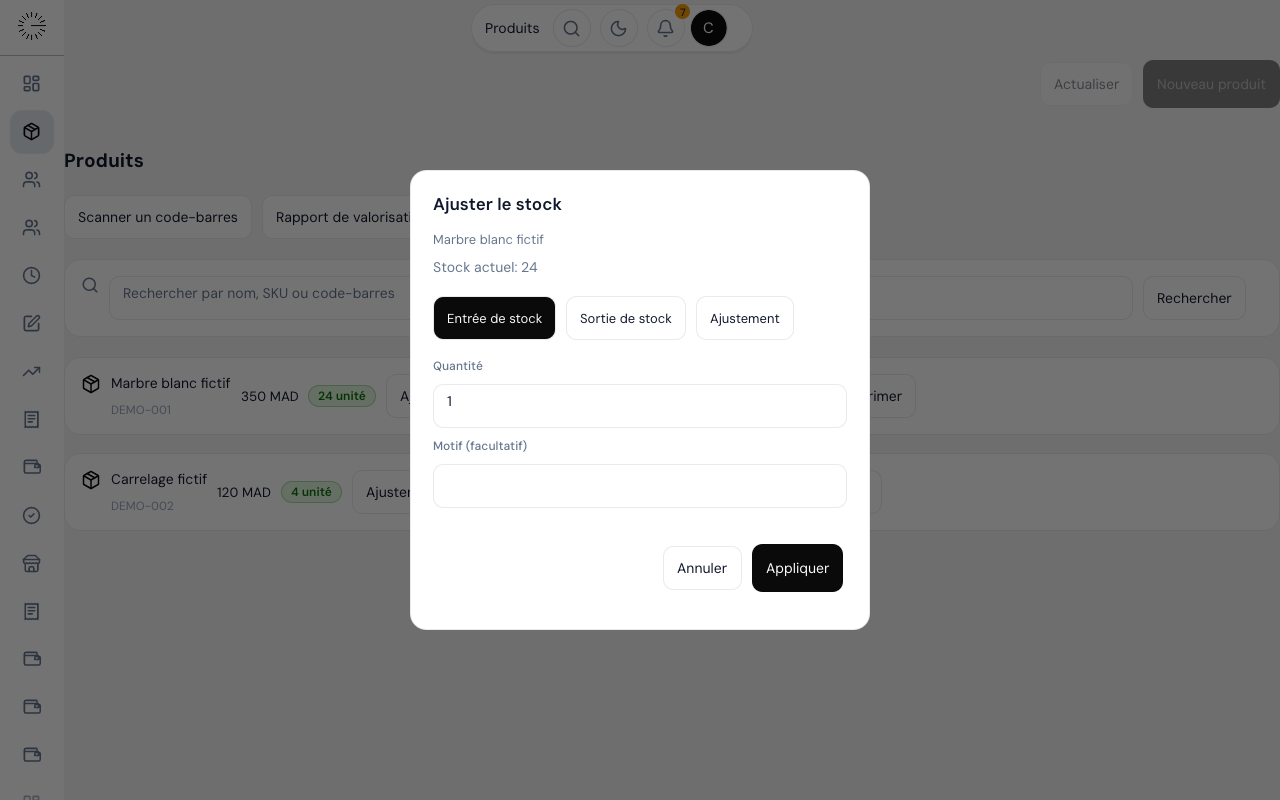 Produits
7
C
Actualiser
Nouveau produit
Produits
Scanner un code-barres
Rapport de valorisati
Ajuster le stock
Marbre blanc fictif
Stock actuel: 24
Rechercher par nom, SKU ou code-barres
Rechercher
Entrée de stock
Sortie de stock
Ajustement
Quantité
1
Marbre blanc fictif
DEMO-001
350 MAD
24 unité
Motif (facultatif)
Carrelage fictif
DEMO-002
120 MAD
4 unité
Ajuster
Annuler
Appliquer